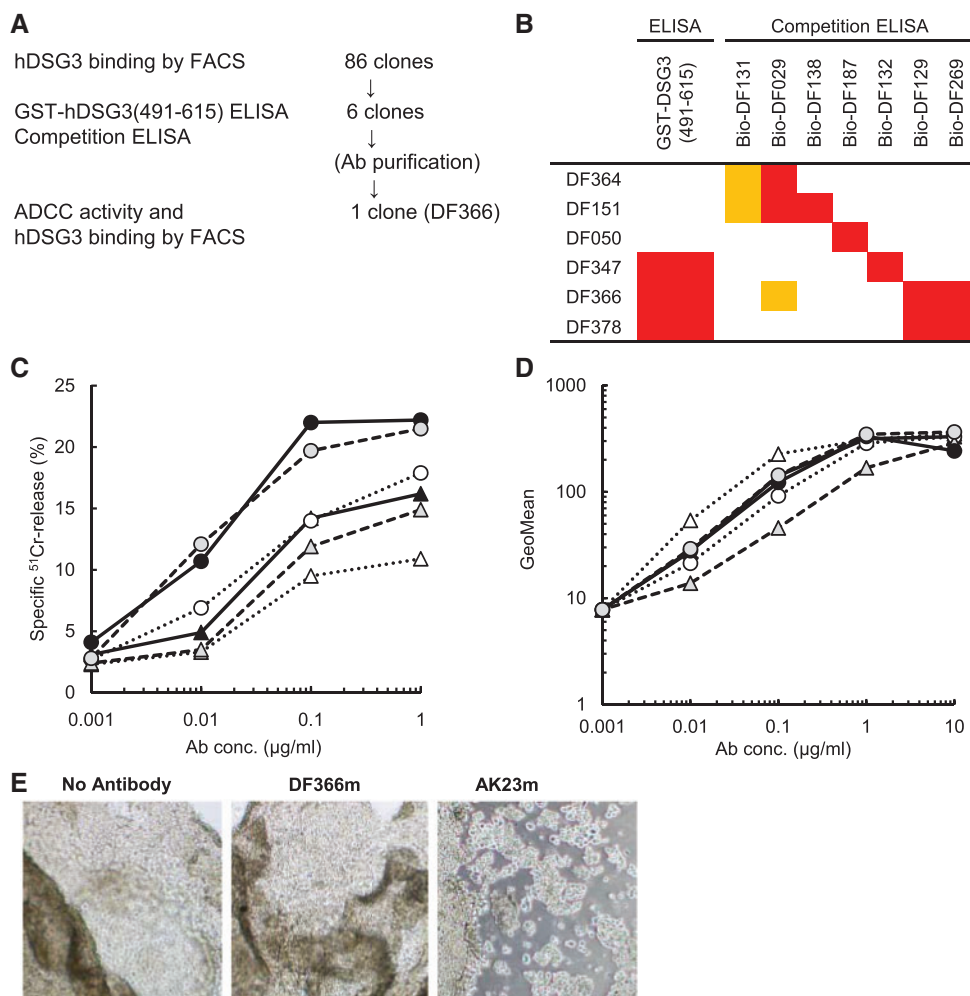 A
hDSG3 binding by FACS
86 clones
↓
GST-hDSG3(491-615) ELISA
6 clones
Competition ELISA
↓
(Ab purification)
↓
ADCC activity and
1 clone (DF366)
hDSG3 binding by FACS
B
ELISA
Competition ELISA
GST-DSG3
(491-615)
Bio-DF131
Bio-DF029
Bio-DF138
Bio-DF187
Bio-DF132
Bio-DF129
Bio-DF269
DF364
DF151
DF050
DF347
DF366
DF378
C
Specific ⁵¹Cr-release (%)
25
20
15
10
5
0
0.001
0.01
0.1
1
Ab conc. (µg/ml)
D
GeoMean
1000
100
10
1
0.001
0.01
0.1
1
10
Ab conc. (µg/ml)
E
No Antibody
DF366m
AK23m